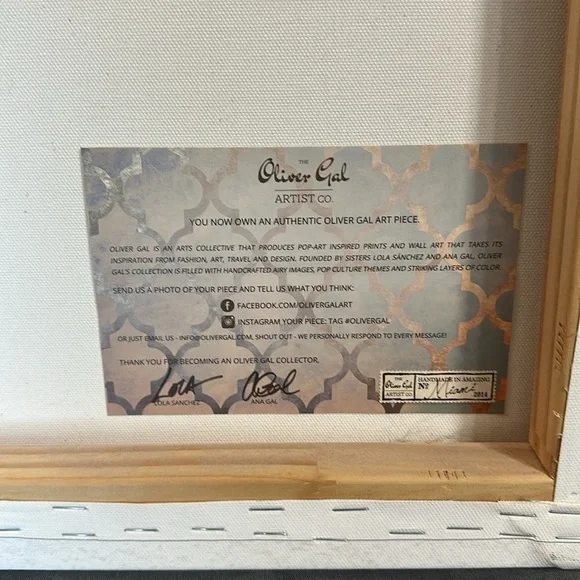 THE
Oliver Gal
ARTIST CO.
YOU NOW OWN AN AUTHENTIC OLIVER GAL ART PIECE.
OLIVER GAL IS AN ARTS COLLECTIVE THAT PRODUCES POP-ART INSPIRED PRINTS AND WALL ART THAT TAKES ITS
INSPIRATION FROM FASHION, ART, TRAVEL AND DESIGN. FOUNDED BY SISTERS LOLA SÁNCHEZ AND ANA GAL, OLIVER
GAL'S COLLECTION IS FILLED WITH HANDCRAFTED AIRY IMAGES, POP CULTURE THEMES AND STRIKING LAYERS OF COLOR.
SEND US A PHOTO OF YOUR PIECE AND TELL US WHAT YOU THINK:
FACEBOOK.COM/OLIVERGALART
INSTAGRAM YOUR PIECE: TAG #OLIVERGAL
OR JUST EMAIL US - INFO@OLIVERGAL.COM, SHOUT OUT - WE PERSONALLY RESPOND TO EVERY MESSAGE!
THANK YOU FOR BECOMING AN OLIVER GAL COLLECTOR,
LOLA
LOLA SANCHEZ ANA GAL
THE
Oliver Gal
ARTIST CO.
HANDMADE IN AMAZING
Nº Miami
2014